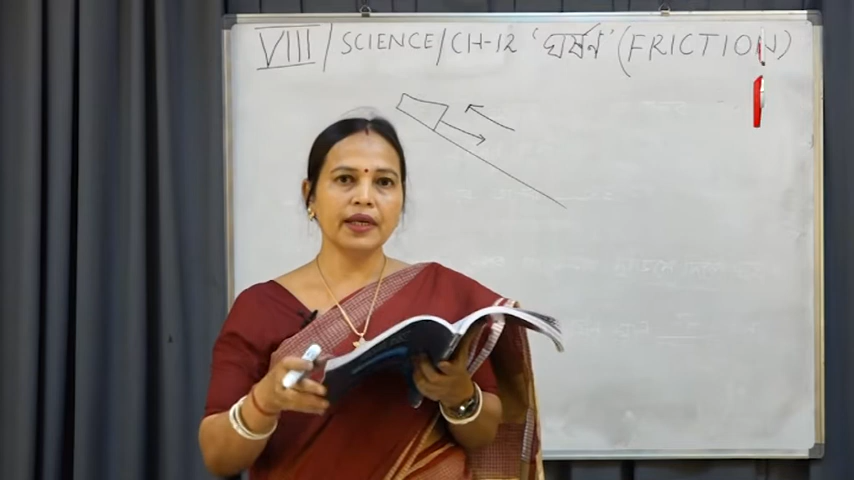 VIII / SCIENCE / CH-12 'ঘৰ্ষণ' (FRICTION)